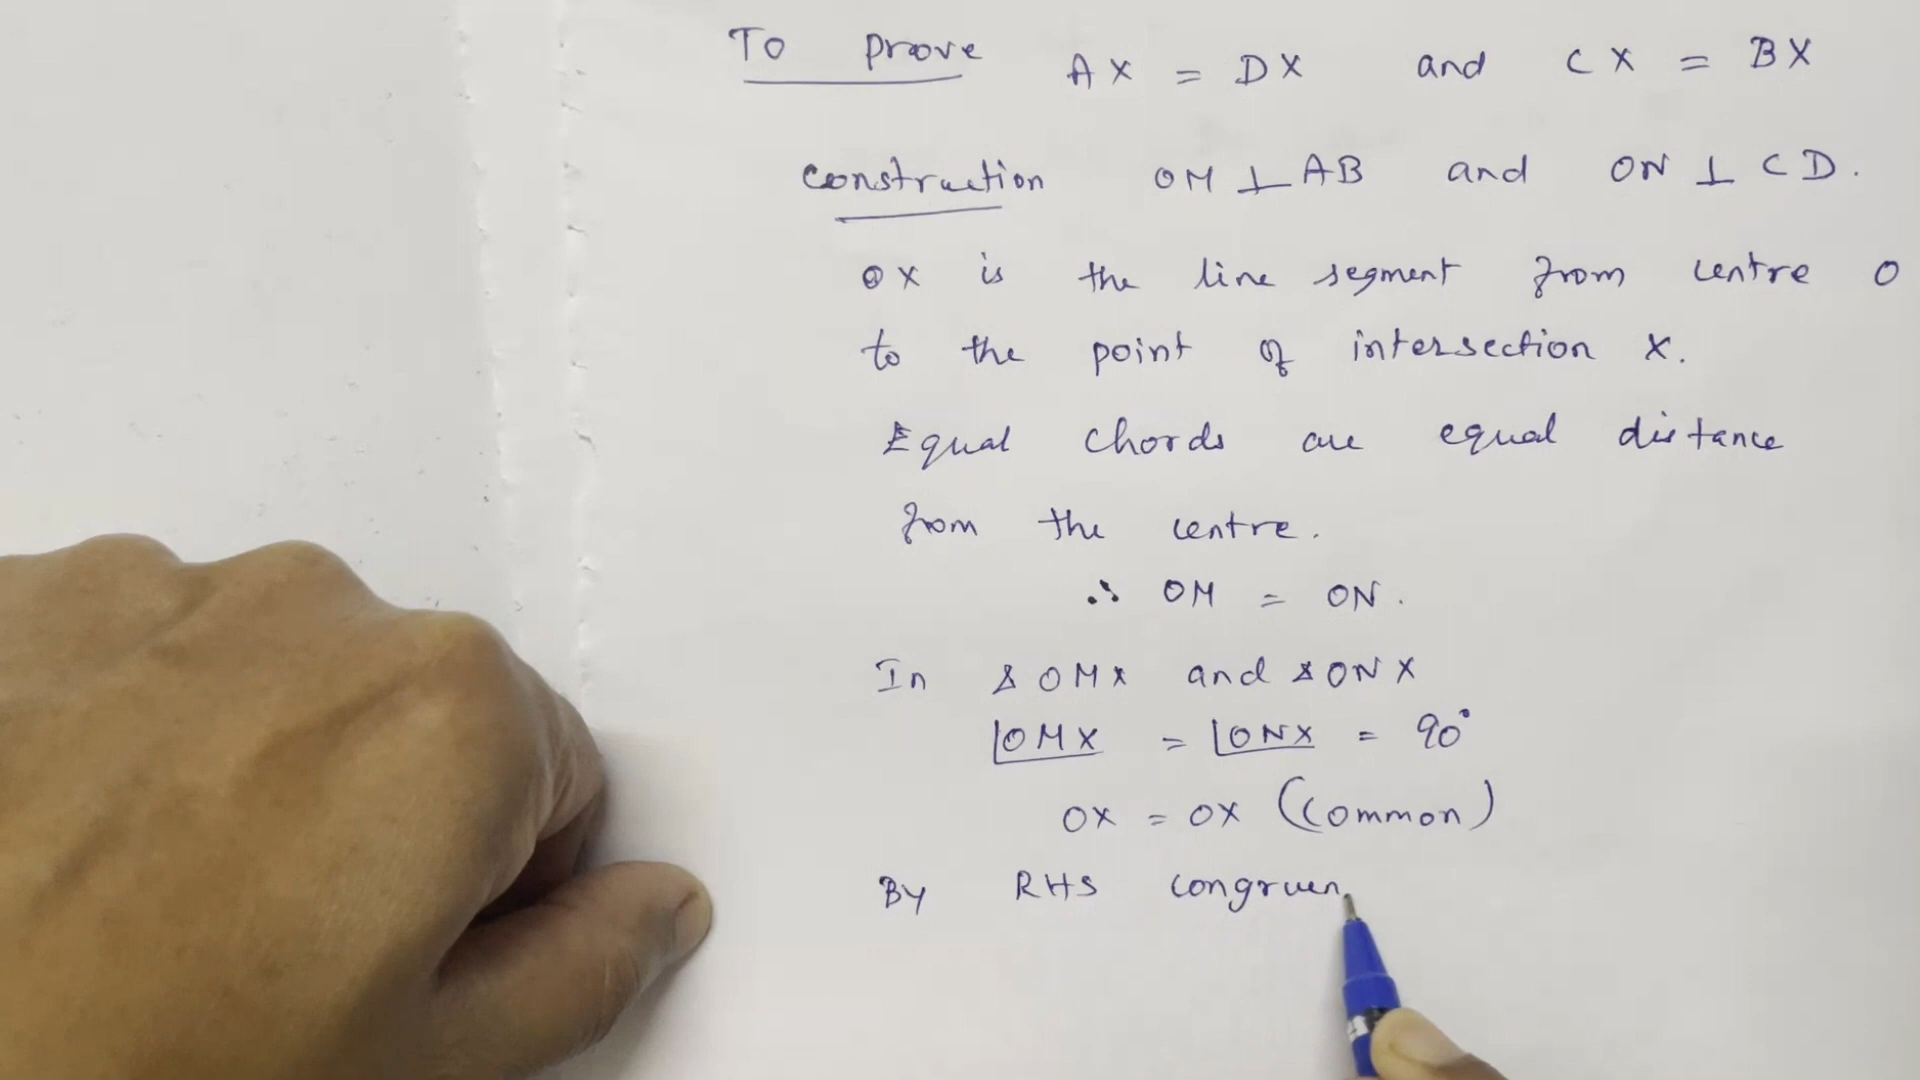 To prove AX = DX and CX = BX
Construction OM ⊥ AB and ON ⊥ CD.
OX is the line segment from centre O
to the point of intersection X.
Equal chords are equal distance
from the centre.
∴ OM = ON.
In △OMX and △ONX
∠OMX = ∠ONX = 90°
OX = OX (Common)
By RHS congruen